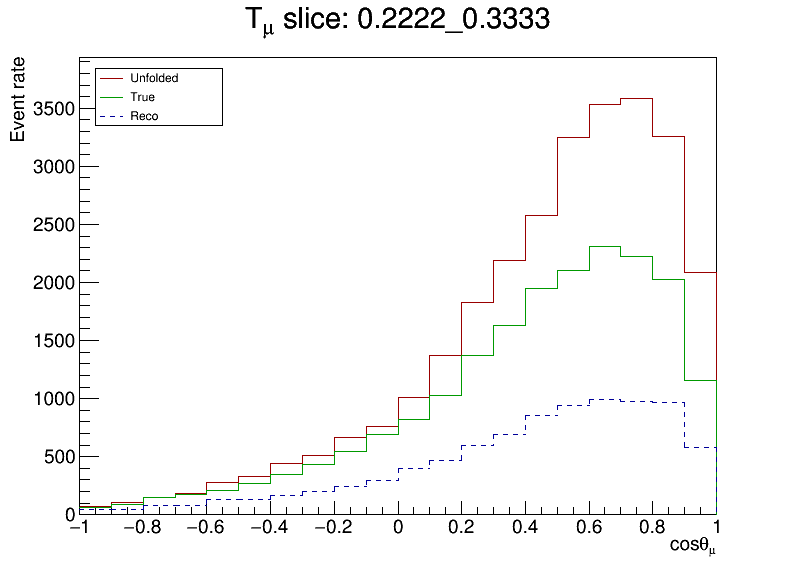 Tμ slice: 0.2222_0.3333
Event rate
Unfolded
True
Reco
3500
3000
2500
2000
1500
1000
500
0
−1 −0.8 −0.6 −0.4 −0.2 0 0.2 0.4 0.6 0.8 1
cosθμ